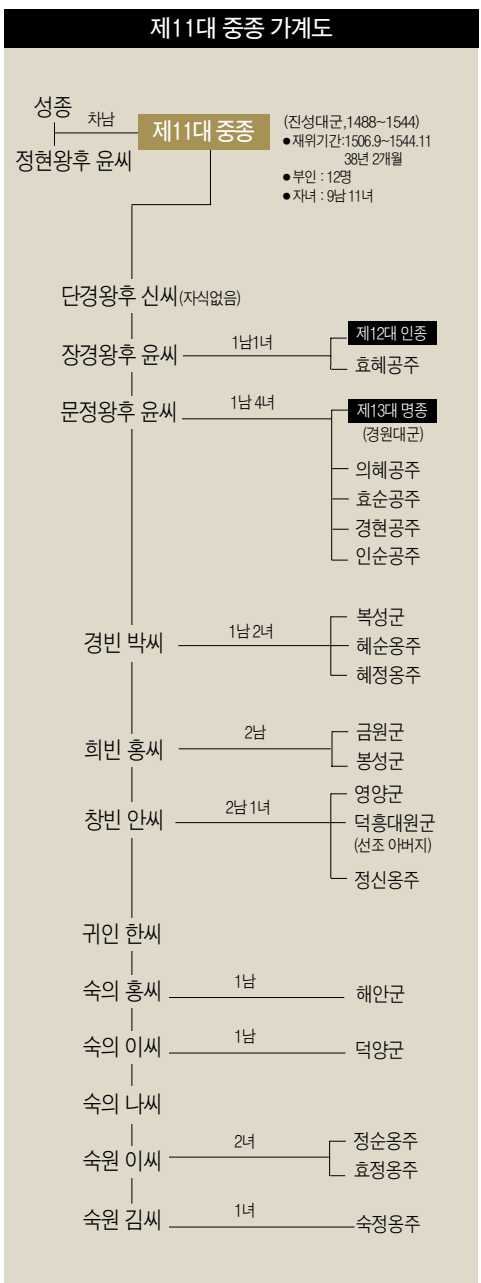 제11대 중종 가계도
성종
차남
정현왕후 윤씨
제11대 중종
(진성대군,1488~1544)
●재위기간:1506.9~1544.11
38년 2개월
●부인 : 12명
●자녀 : 9남 11녀
단경왕후 신씨(자식없음)
장경왕후 윤씨
1남1녀
제12대 인종
효혜공주
문정왕후 윤씨
1남 4녀
제13대 명종
(경원대군)
의혜공주
효순공주
경현공주
인순공주
경빈 박씨
1남 2녀
복성군
혜순옹주
혜정옹주
희빈 홍씨
2남
금원군
봉성군
창빈 안씨
2남 1녀
영양군
덕흥대원군
(선조 아버지)
정신옹주
귀인 한씨
숙의 홍씨
1남
해안군
숙의 이씨
1남
덕양군
숙의 나씨
숙원 이씨
2녀
정순옹주
효정옹주
숙원 김씨
1녀
숙정옹주